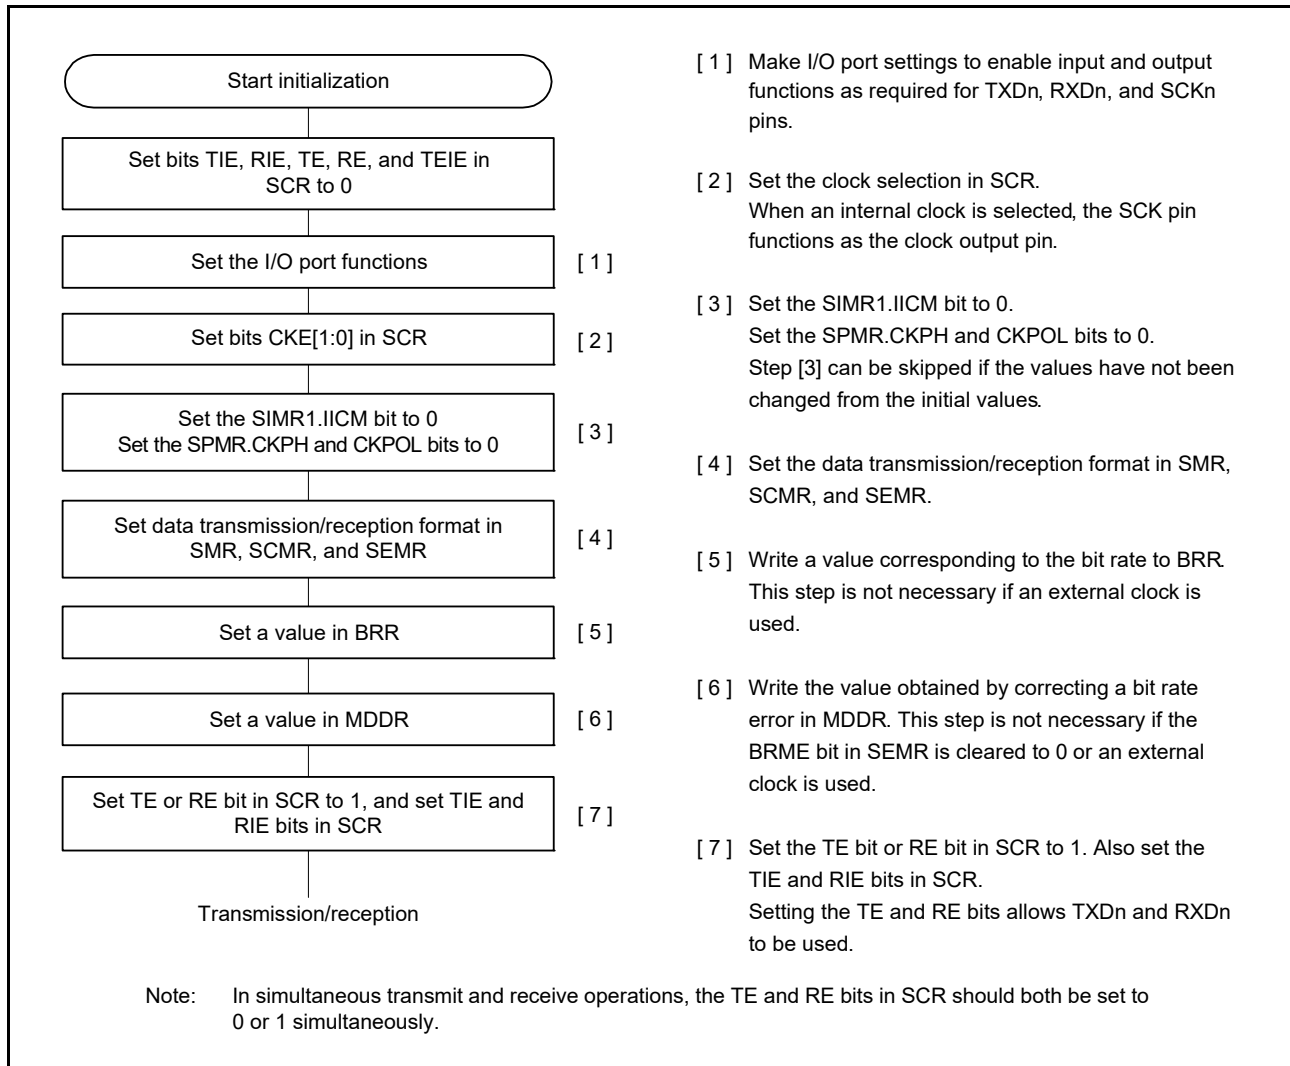 Start initialization
Set bits TIE, RIE, TE, RE, and TEIE in
SCR to 0
Set the I/O port functions
[ 1 ]
Set bits CKE[1:0] in SCR
[ 2 ]
Set the SIMR1.IICM bit to 0
Set the SPMR.CKPH and CKPOL bits to 0
[ 3 ]
Set data transmission/reception format in
SMR, SCMR, and SEMR
[ 4 ]
Set a value in BRR
[ 5 ]
Set a value in MDDR
[ 6 ]
Set TE or RE bit in SCR to 1, and set TIE and
RIE bits in SCR
[ 7 ]
Transmission/reception
[ 1 ] Make I/O port settings to enable input and output
functions as required for TXDn, RXDn, and SCKn
pins.
[ 2 ] Set the clock selection in SCR.
When an internal clock is selected, the SCK pin
functions as the clock output pin.
[ 3 ] Set the SIMR1.IICM bit to 0.
Set the SPMR.CKPH and CKPOL bits to 0.
Step [3] can be skipped if the values have not been
changed from the initial values.
[ 4 ] Set the data transmission/reception format in SMR,
SCMR, and SEMR.
[ 5 ] Write a value corresponding to the bit rate to BRR.
This step is not necessary if an external clock is
used.
[ 6 ] Write the value obtained by correcting a bit rate
error in MDDR. This step is not necessary if the
BRME bit in SEMR is cleared to 0 or an external
clock is used.
[ 7 ] Set the TE bit or RE bit in SCR to 1. Also set the
TIE and RIE bits in SCR.
Setting the TE and RE bits allows TXDn and RXDn
to be used.
Note: In simultaneous transmit and receive operations, the TE and RE bits in SCR should both be set to
0 or 1 simultaneously.